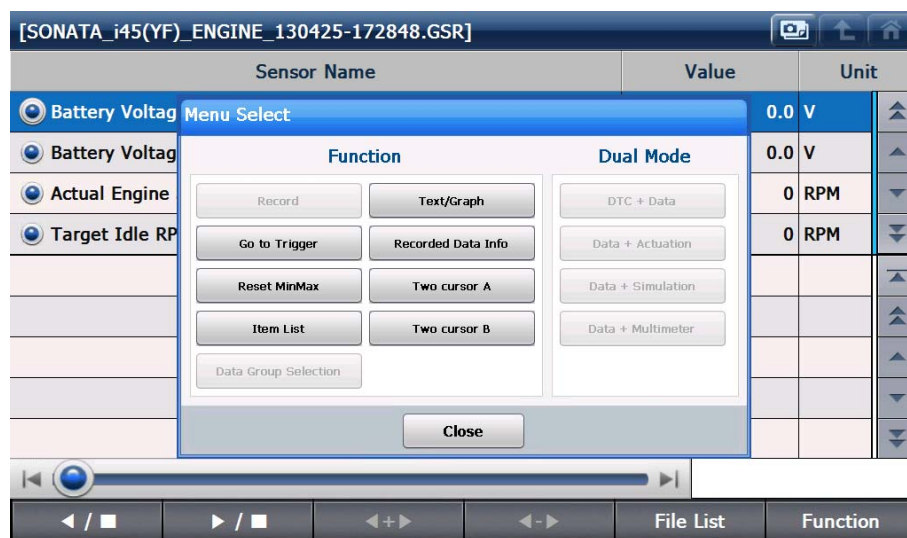 [SONATA_i45(YF)_ENGINE_130425-172848.GSR]
Sensor Name Value Unit
Battery Voltag 0.0 V
Battery Voltag 0.0 V
Actual Engine 0 RPM
Target Idle RP 0 RPM
Menu Select
Function Dual Mode
Record Text/Graph DTC + Data
Go to Trigger Recorded Data Info Data + Actuation
Reset MinMax Two cursor A Data + Simulation
Item List Two cursor B Data + Multimeter
Data Group Selection
Close
File List Function